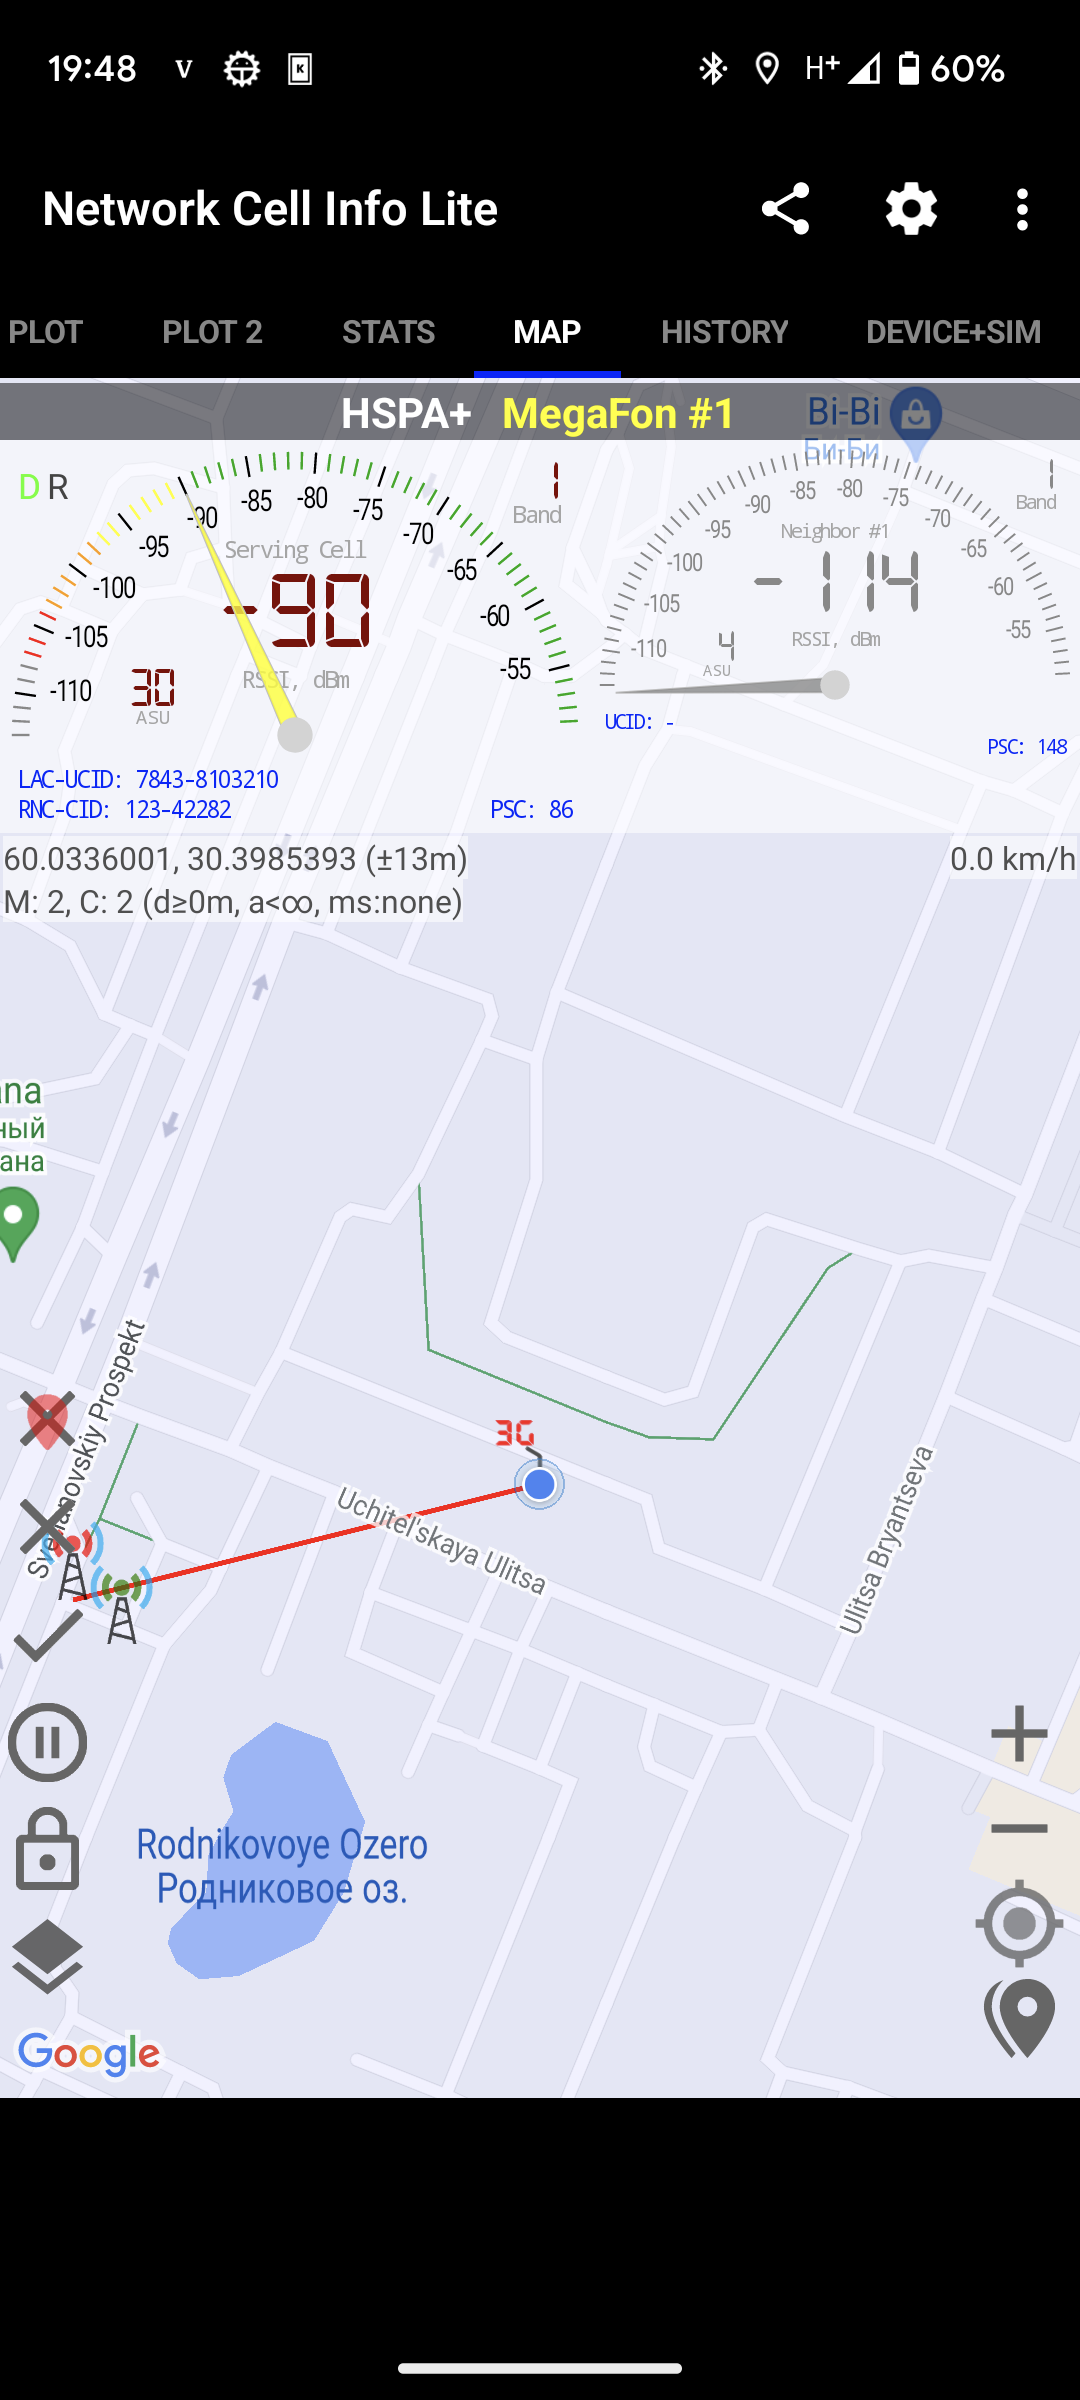 19:48 V K H+ 60%
Network Cell Info Lite
PLOT PLOT 2 STATS MAP HISTORY DEVICE+SIM
HSPA+ MegaFon #1
Bi-Bi
Би-Би
D R
1
Band
1
Band
-110 -105 -100 -95 -90 -85 -80 -75 -70 -65 -60 -55
Serving Cell
-90
RSSI, dBm
30
ASU
-110 -105 -100 -95 -90 -85 -80 -75 -70 -65 -60 -55
Neighbor #1
-114
RSSI, dBm
4
ASU
UCID: -
PSC: 148
LAC-UCID: 7843-8103210
RNC-CID: 123-42282 PSC: 86
60.0336001, 30.3985393 (±13m) 0.0 km/h
M: 2, C: 2 (d≥0m, a<∞, ms:none)
ana
ный
ана
3G
Uchitel'skaya Ulitsa
Ulitsa Bryantseva
Rodnikovoye Ozero
Родниковое оз.
Google